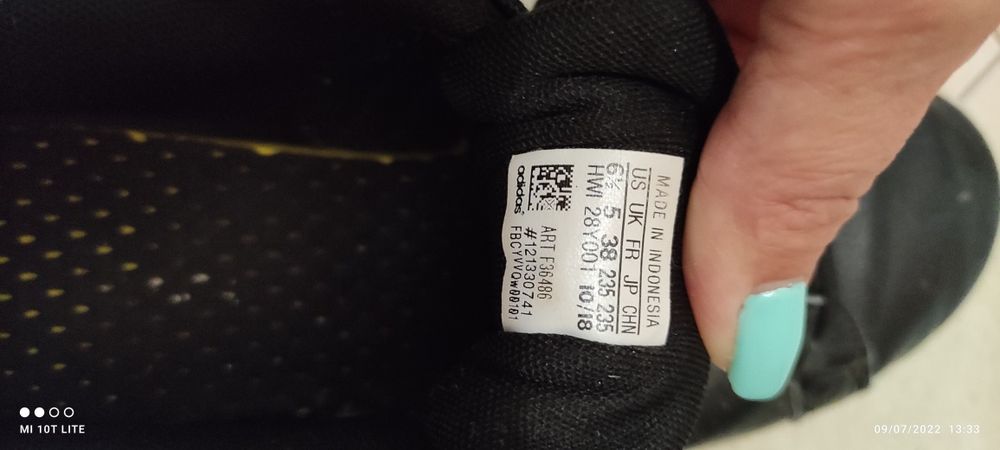 MADE IN INDONESIA
US UK FR JP CHN
6½ 5 38 235 235
HWI 28Y001 10/18
ART F36486
#121330741
FBCYVVOW00101
adidas
MI 10T LITE
09/07/2022 13:33